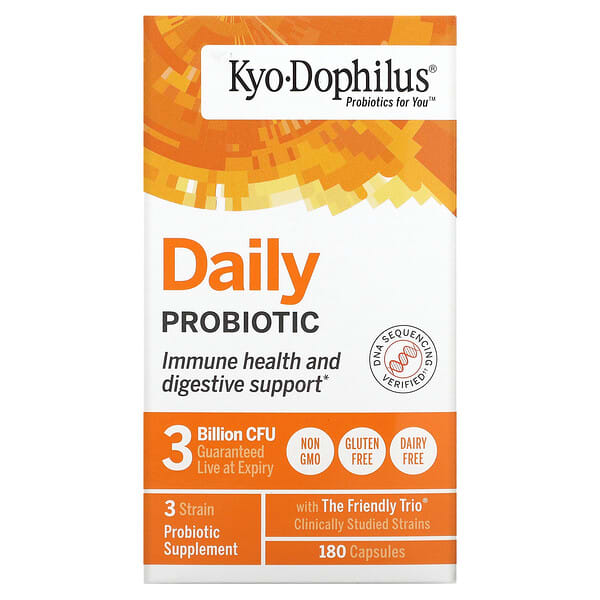 Kyo·Dophilus®
Probiotics for You™
Daily
PROBIOTIC
Immune health and
digestive support*
DNA SEQUENCING
VERIFIED††
3 Billion CFU
Guaranteed
Live at Expiry
NON
GMO
GLUTEN
FREE
DAIRY
FREE
3 Strain
Probiotic
Supplement
with The Friendly Trio®
Clinically Studied Strains
180 Capsules